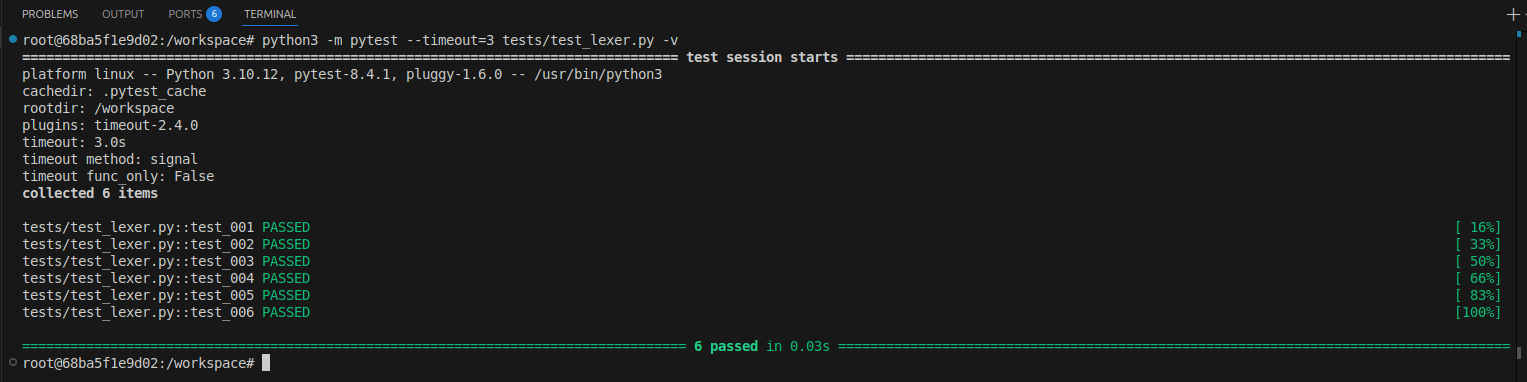 PROBLEMS OUTPUT PORTS 6 TERMINAL
root@68ba5f1e9d02:/workspace# python3 -m pytest --timeout=3 tests/test_lexer.py -v
================================================================================== test session starts ===================================================================================
platform linux -- Python 3.10.12, pytest-8.4.1, pluggy-1.6.0 -- /usr/bin/python3
cachedir: .pytest_cache
rootdir: /workspace
plugins: timeout-2.4.0
timeout: 3.0s
timeout method: signal
timeout func_only: False
collected 6 items
tests/test_lexer.py::test_001 PASSED [ 16%]
tests/test_lexer.py::test_002 PASSED [ 33%]
tests/test_lexer.py::test_003 PASSED [ 50%]
tests/test_lexer.py::test_004 PASSED [ 66%]
tests/test_lexer.py::test_005 PASSED [ 83%]
tests/test_lexer.py::test_006 PASSED [100%]
=================================================================================== 6 passed in 0.03s ====================================================================================
root@68ba5f1e9d02:/workspace#